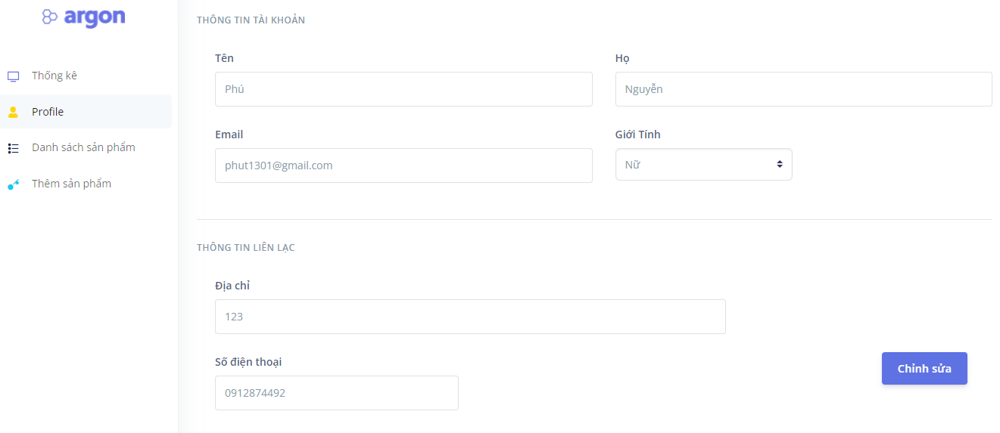 argon
Thống kê
Profile
Danh sách sản phẩm
Thêm sản phẩm
THÔNG TIN TÀI KHOẢN
Tên
Họ
Phú
Nguyễn
Email
Giới Tính
phut1301@gmail.com
Nữ
THÔNG TIN LIÊN LẠC
Địa chỉ
123
Số điện thoại
0912874492
Chỉnh sửa